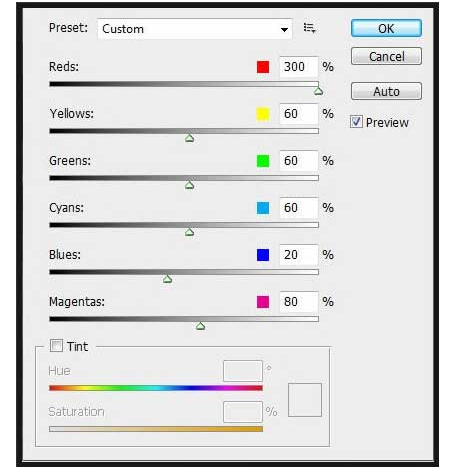 Preset: Custom
OK
Cancel
Auto
Preview
Reds: 300 %
Yellows: 60 %
Greens: 60 %
Cyans: 60 %
Blues: 20 %
Magentas: 80 %
Tint
Hue °
Saturation %